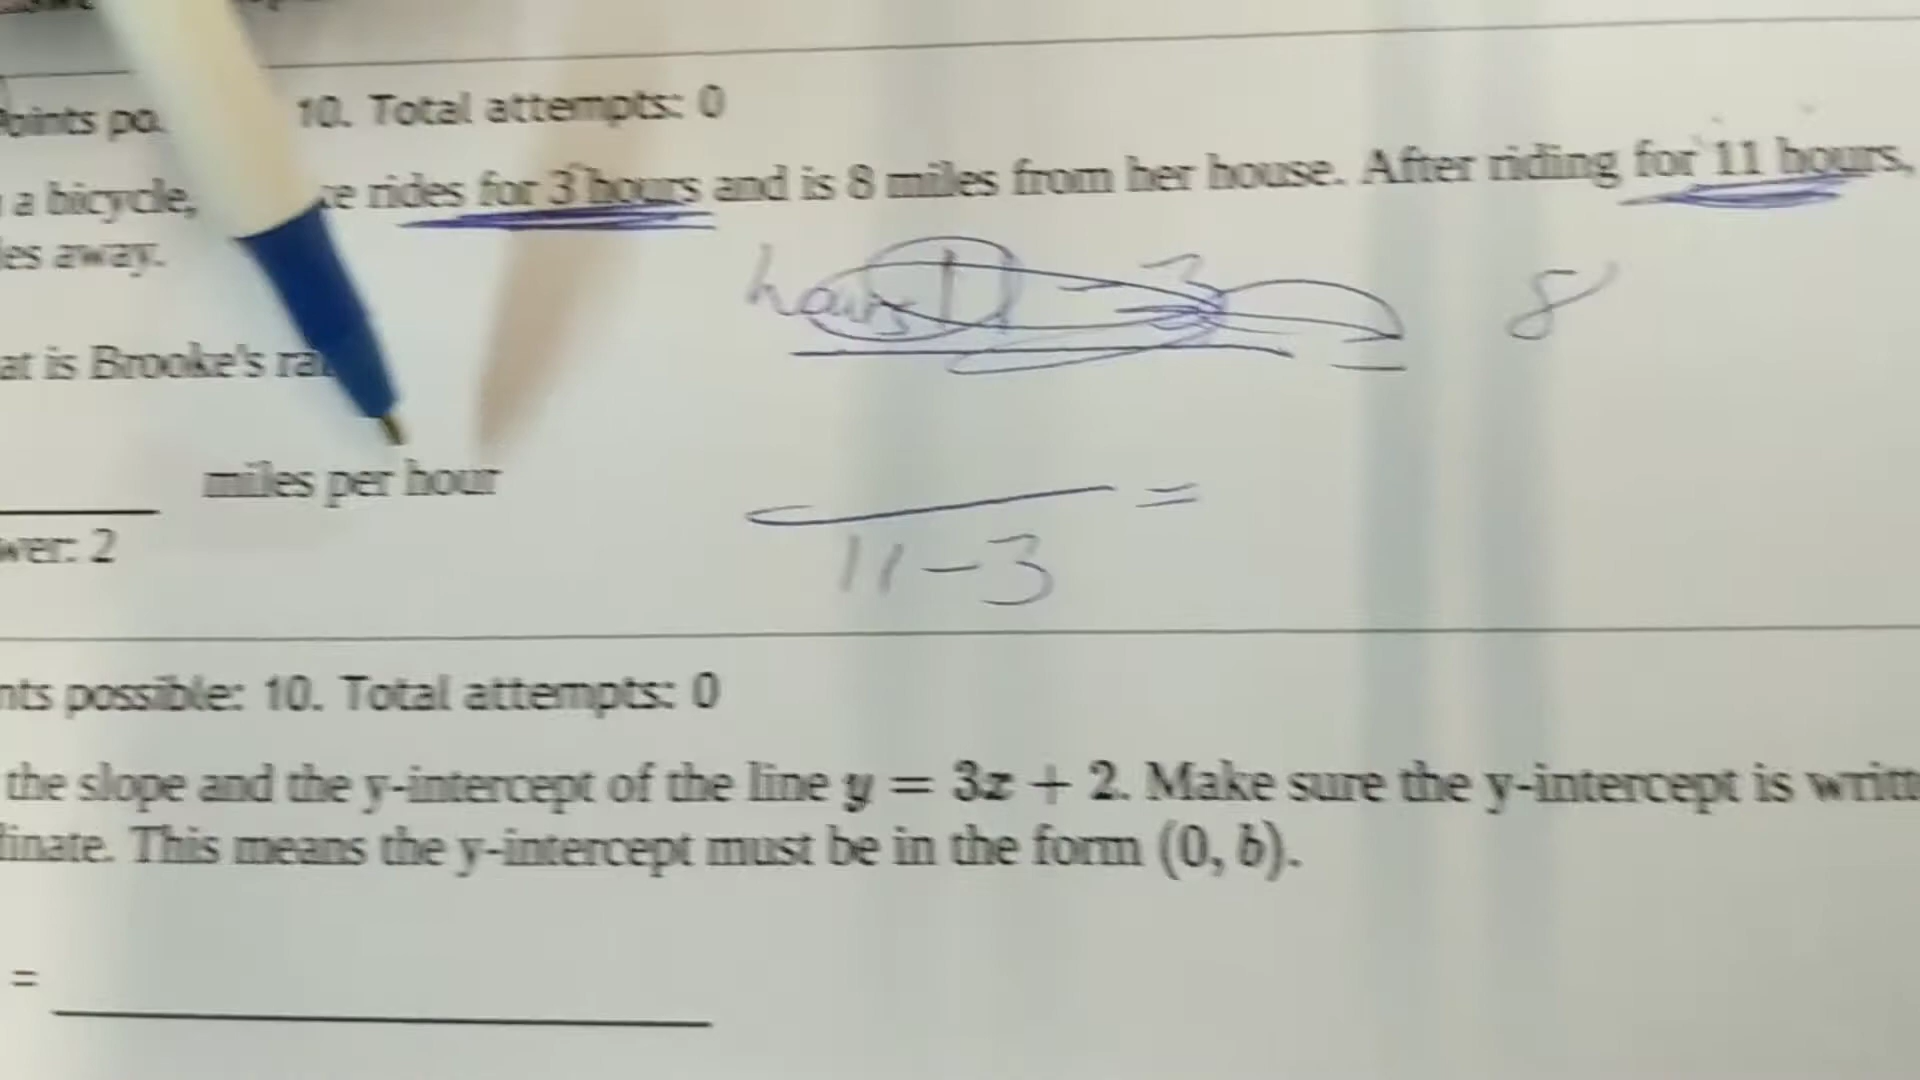 10. Total attempts: 0
a bicycle, rides for 3 hours and is 8 miles from her house. After riding for 11 hours,
es away.
hours 11 - 3 = 8
at is Brooke's ra
miles per hour
wer: 2
=
11-3
nts possible: 10. Total attempts: 0
the slope and the y-intercept of the line y = 3x + 2. Make sure the y-intercept is writt
linate. This means the y-intercept must be in the form (0, b).
=